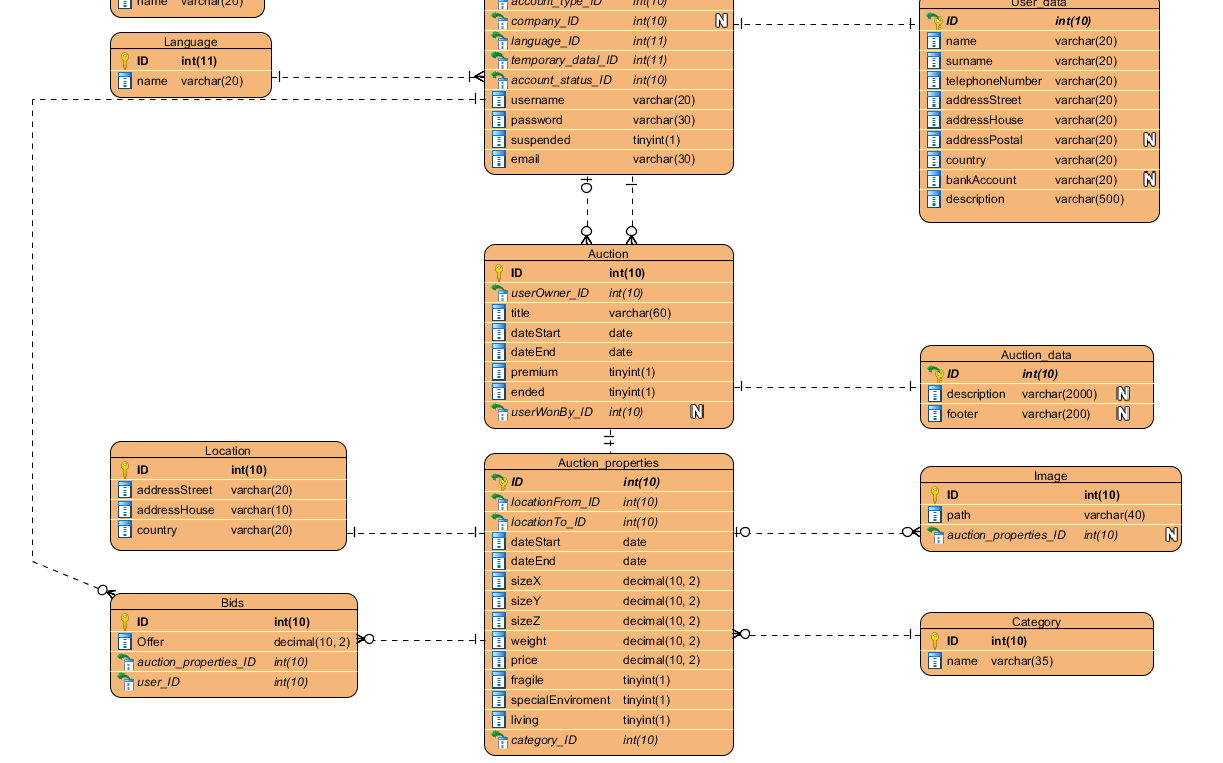 name varchar(20)
Language
ID int(11)
name varchar(20)
account_type_ID int(10)
company_ID int(10) N
language_ID int(11)
temporary_dataI_ID int(11)
account_status_ID int(10)
username varchar(20)
password varchar(30)
suspended tinyint(1)
email varchar(30)
User_data
ID int(10)
name varchar(20)
surname varchar(20)
telephoneNumber varchar(20)
addressStreet varchar(20)
addressHouse varchar(20)
addressPostal varchar(20) N
country varchar(20)
bankAccount varchar(20) N
description varchar(500)
Auction
ID int(10)
userOwner_ID int(10)
title varchar(60)
dateStart date
dateEnd date
premium tinyint(1)
ended tinyint(1)
userWonBy_ID int(10) N
Auction_data
ID int(10)
description varchar(2000) N
footer varchar(200) N
Location
ID int(10)
addressStreet varchar(20)
addressHouse varchar(10)
country varchar(20)
Auction_properties
ID int(10)
locationFrom_ID int(10)
locationTo_ID int(10)
dateStart date
dateEnd date
sizeX decimal(10, 2)
sizeY decimal(10, 2)
sizeZ decimal(10, 2)
weight decimal(10, 2)
price decimal(10, 2)
fragile tinyint(1)
specialEnviroment tinyint(1)
living tinyint(1)
category_ID int(10)
Image
ID int(10)
path varchar(40)
auction_properties_ID int(10) N
Bids
ID int(10)
Offer decimal(10, 2)
auction_properties_ID int(10)
user_ID int(10)
Category
ID int(10)
name varchar(35)